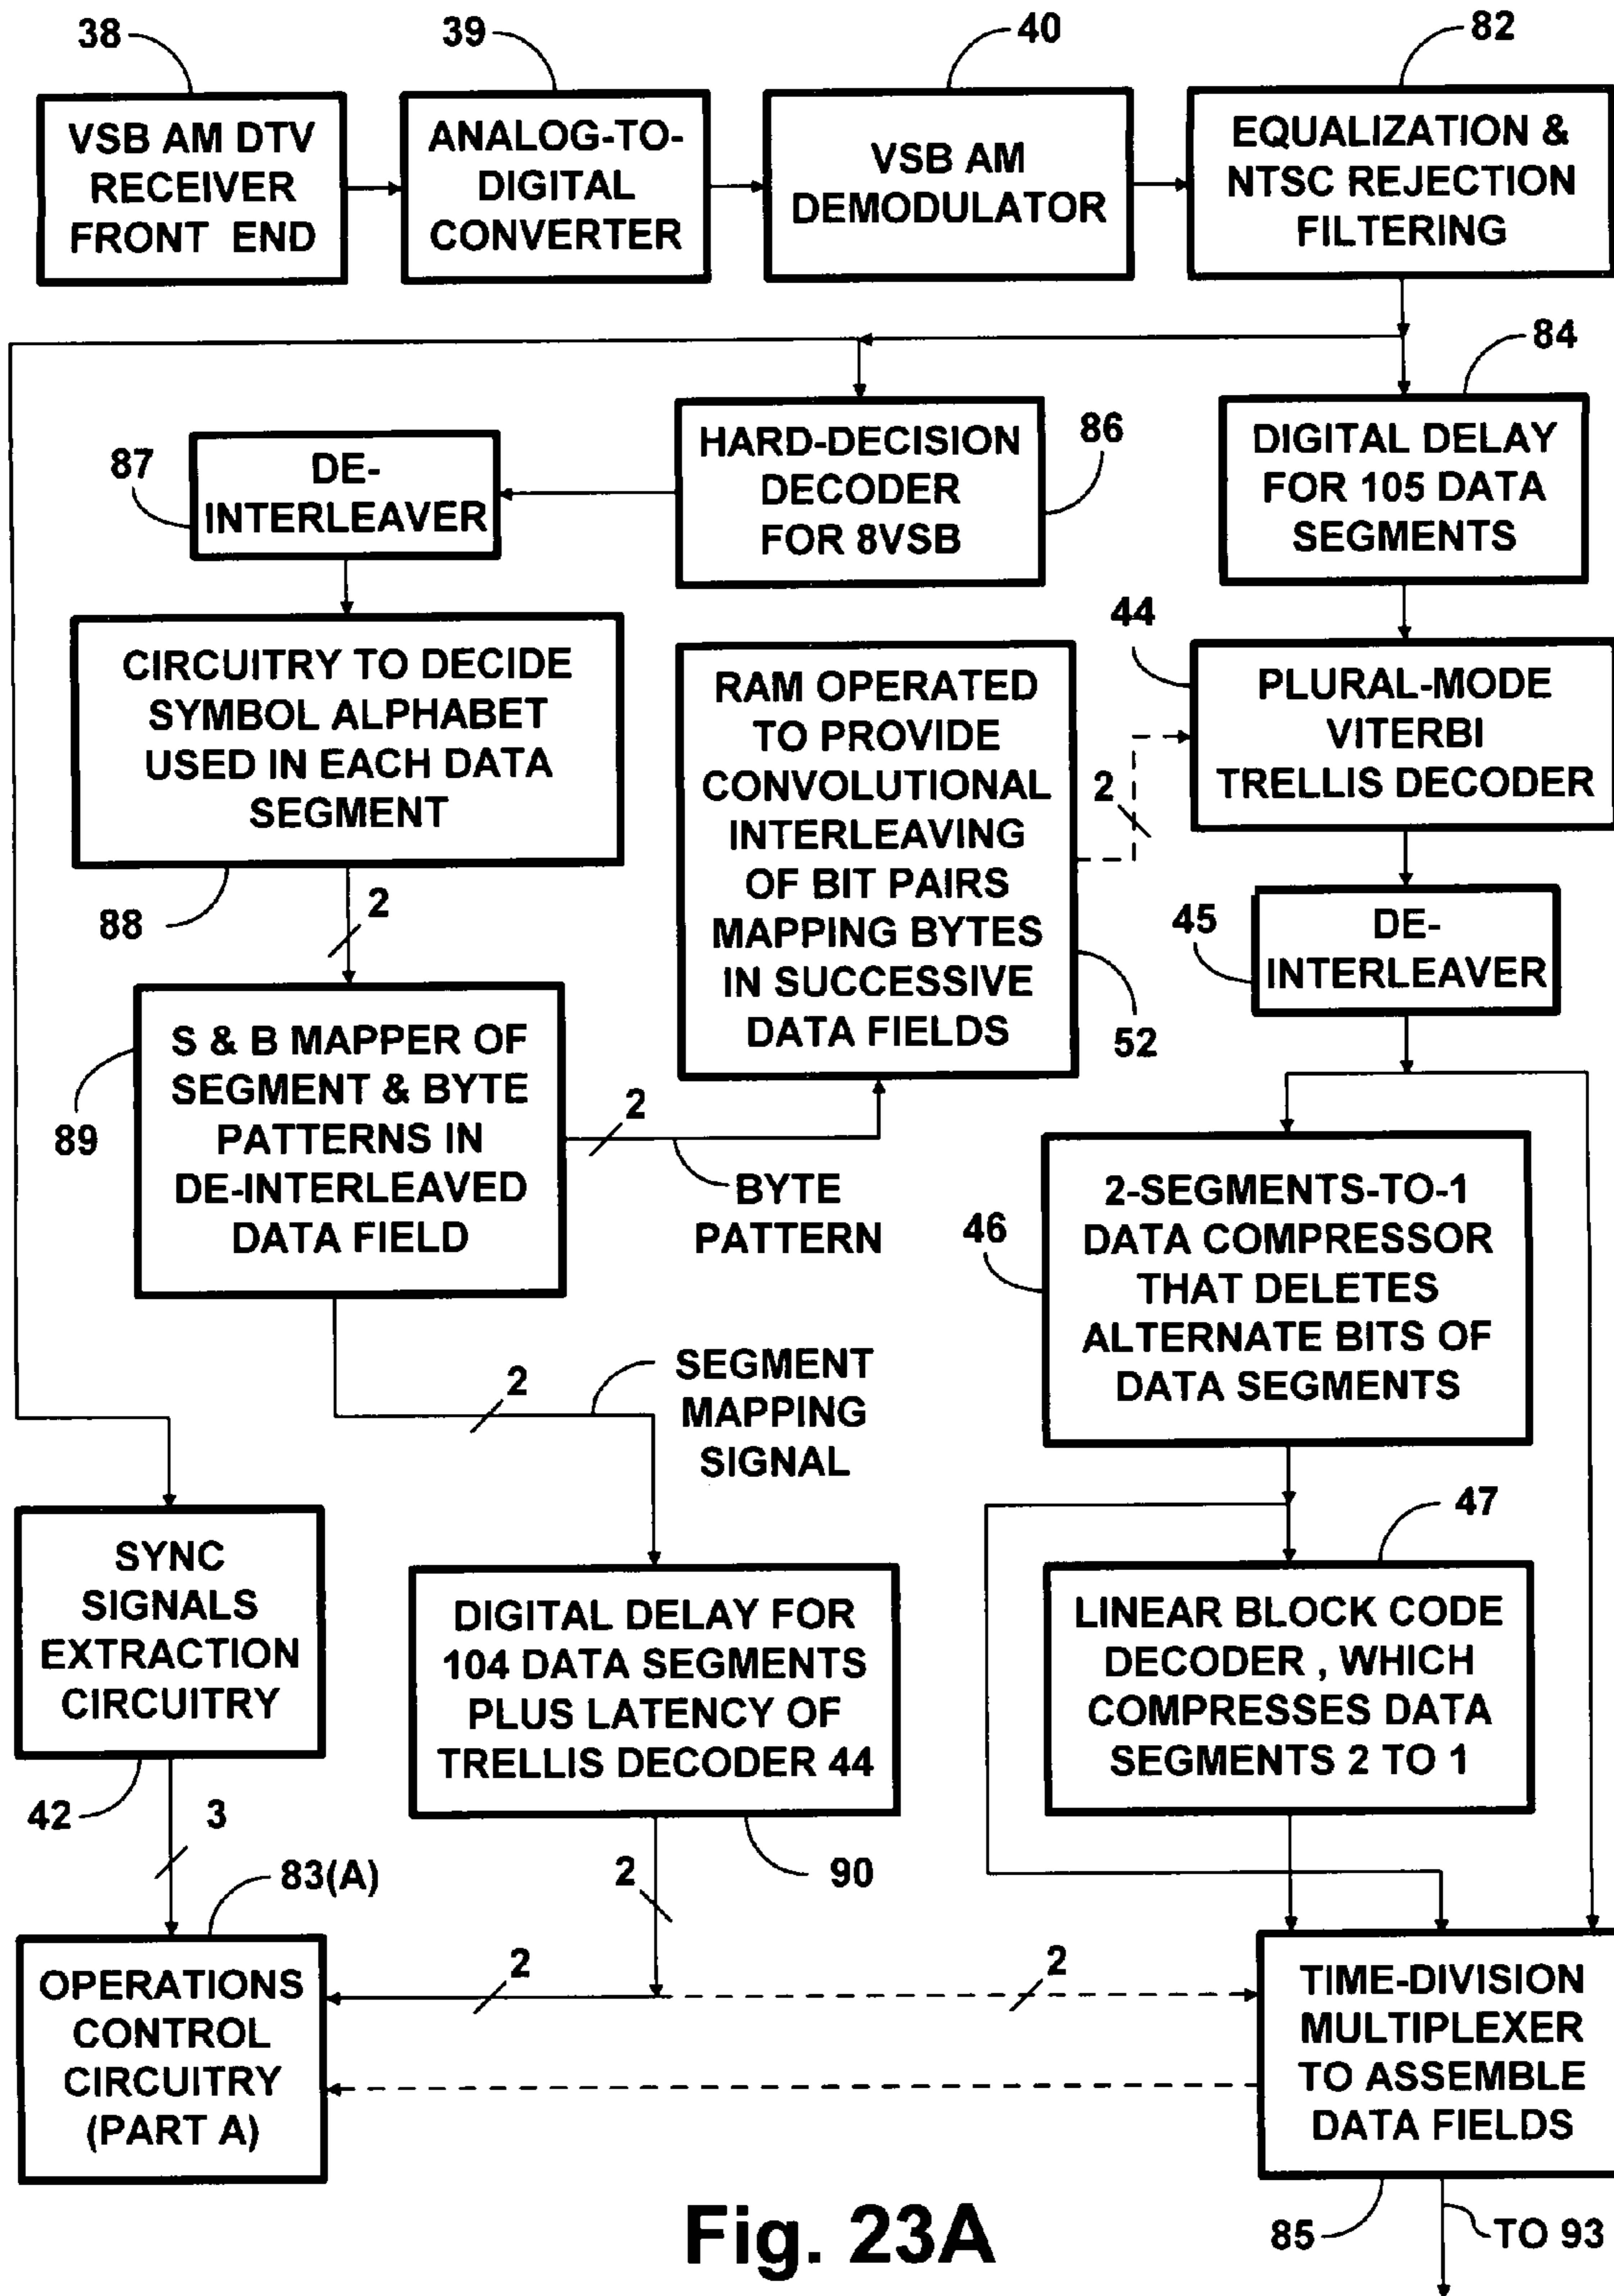 38
39
40
82
VSB AM DTV
RECEIVER
FRONT END
ANALOG-TO-
DIGITAL
CONVERTER
VSB AM
DEMODULATOR
EQUALIZATION &
NTSC REJECTION
FILTERING
84
87
DE-
INTERLEAVER
HARD-DECISION
DECODER
FOR 8VSB
86
DIGITAL DELAY
FOR 105 DATA
SEGMENTS
CIRCUITRY TO DECIDE
SYMBOL ALPHABET
USED IN EACH DATA
SEGMENT
88
2
RAM OPERATED
TO PROVIDE
CONVOLUTIONAL
INTERLEAVING
OF BIT PAIRS
MAPPING BYTES
IN SUCCESSIVE
DATA FIELDS
52
2
44
PLURAL-MODE
VITERBI
TRELLIS DECODER
45
DE-
INTERLEAVER
S & B MAPPER OF
SEGMENT & BYTE
PATTERNS IN
DE-INTERLEAVED
DATA FIELD
89
2
BYTE
PATTERN
46
2-SEGMENTS-TO-1
DATA COMPRESSOR
THAT DELETES
ALTERNATE BITS OF
DATA SEGMENTS
2
SEGMENT
MAPPING
SIGNAL
47
SYNC
SIGNALS
EXTRACTION
CIRCUITRY
42
3
DIGITAL DELAY FOR
104 DATA SEGMENTS
PLUS LATENCY OF
TRELLIS DECODER 44
90
2
LINEAR BLOCK CODE
DECODER , WHICH
COMPRESSES DATA
SEGMENTS 2 TO 1
83(A)
OPERATIONS
CONTROL
CIRCUITRY
(PART A)
2
2
TIME-DIVISION
MULTIPLEXER
TO ASSEMBLE
DATA FIELDS
85
TO 93
Fig. 23A